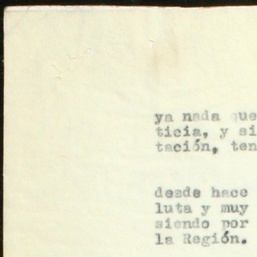 ya nada que
ticia, y si
tación, ten
desde hace
luta y muy
siendo por
la Región.